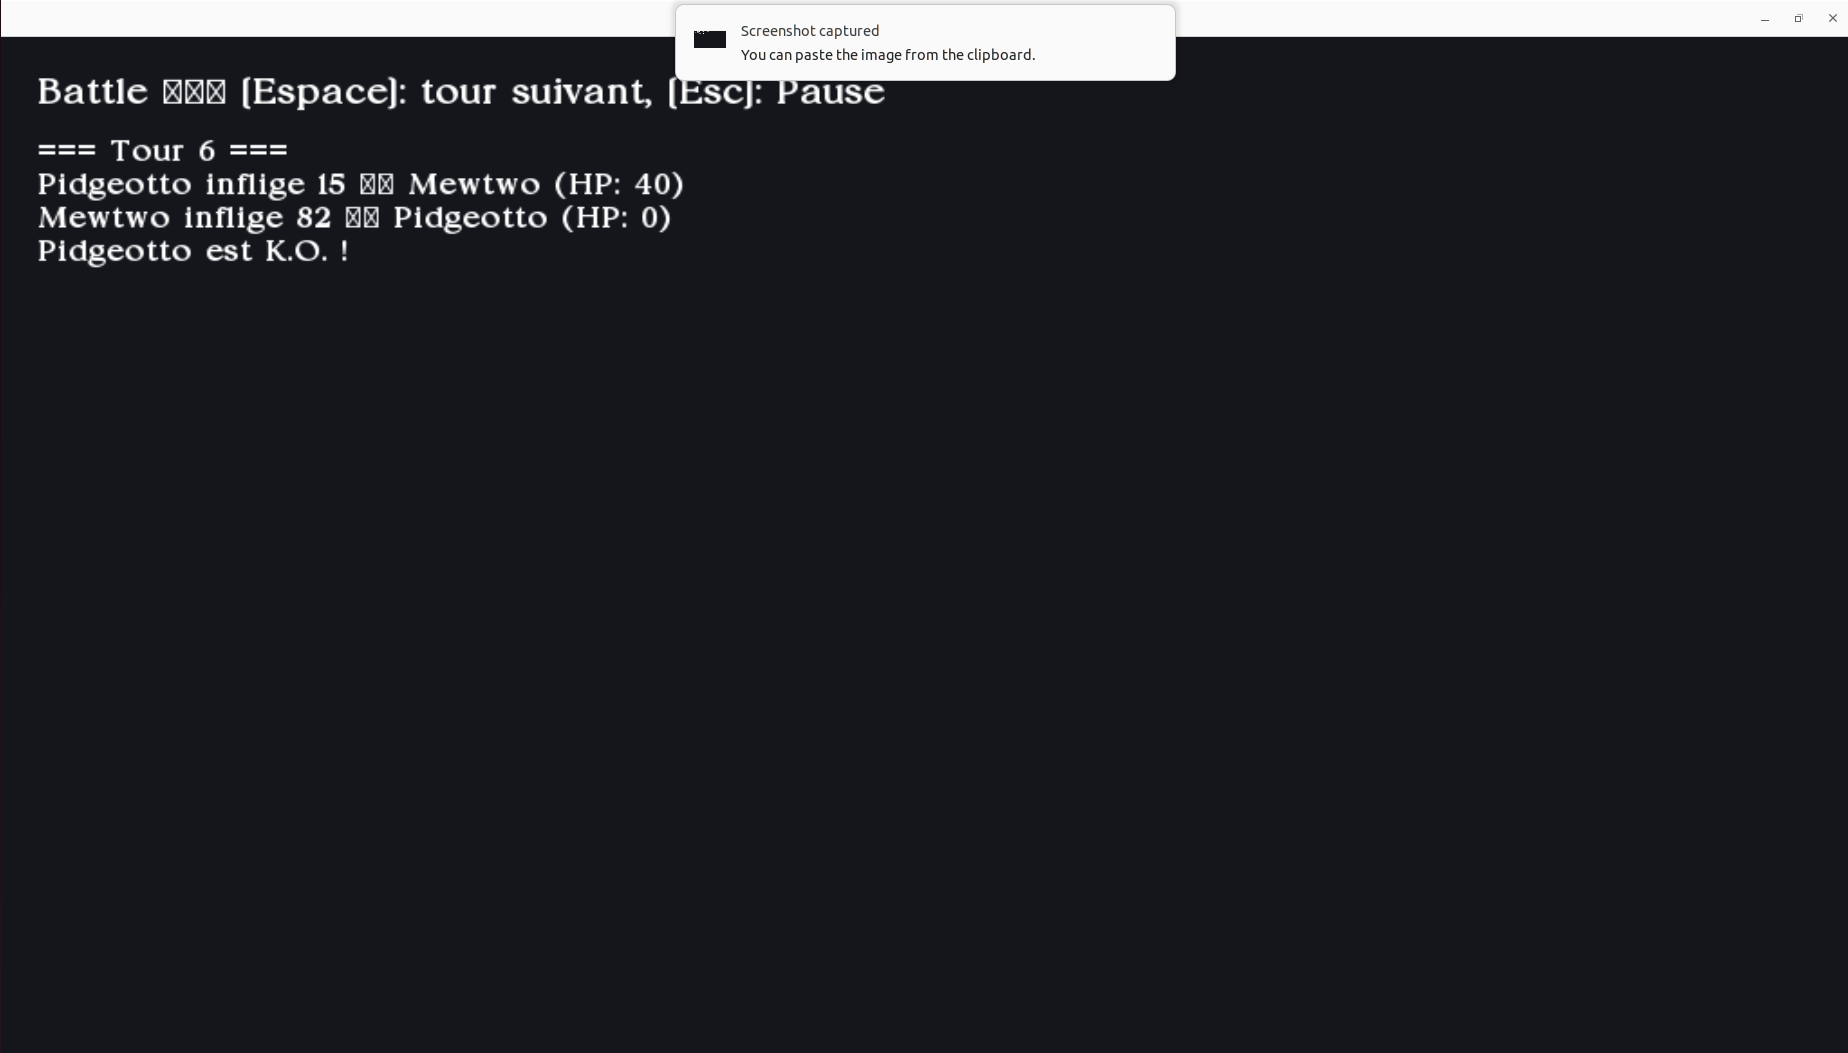 Screenshot captured
You can paste the image from the clipboard.
Battle [Espace]: tour suivant, [Esc]: Pause
=== Tour 6 ===
Pidgeotto inflige 15 Mewtwo (HP: 40)
Mewtwo inflige 82 Pidgeotto (HP: 0)
Pidgeotto est K.O. !